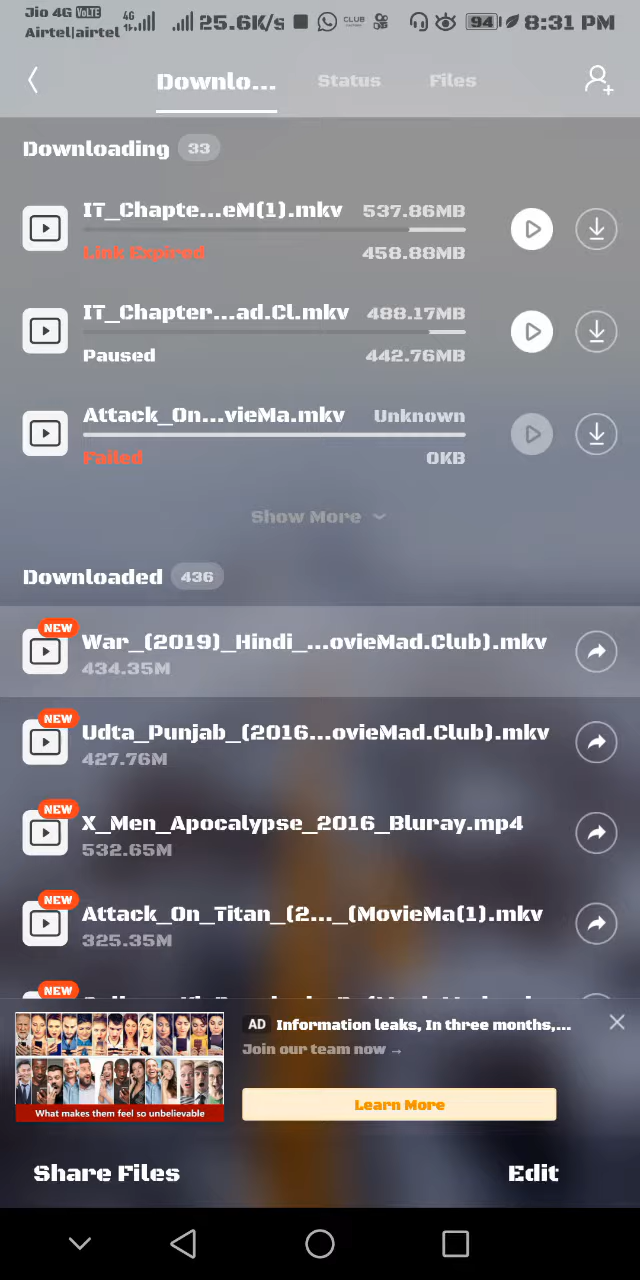 Jio 4G VoLTE
Airtel|airtel
4G
25.6K/s
CLUB
94
8:31 PM
Downlo...
Status
Files
Downloading 33
IT_Chapte...eM(1).mkv 537.86MB
Link Expired 458.88MB
IT_Chapter...ad.Cl.mkv 488.17MB
Paused 442.76MB
Attack_On...vieMa.mkv Unknown
Failed 0KB
Show More
Downloaded 436
NEW
War_(2019)_Hindi_...ovieMad.Club).mkv
434.35M
NEW
Udta_Punjab_(2016...ovieMad.Club).mkv
427.76M
NEW
X_Men_Apocalypse_2016_Bluray.mp4
532.65M
NEW
Attack_On_Titan_(2..._(MovieMa(1).mkv
325.35M
NEW
AD Information leaks, In three months,...
Join our team now →
What makes them feel so unbelievable
Learn More
Share Files
Edit